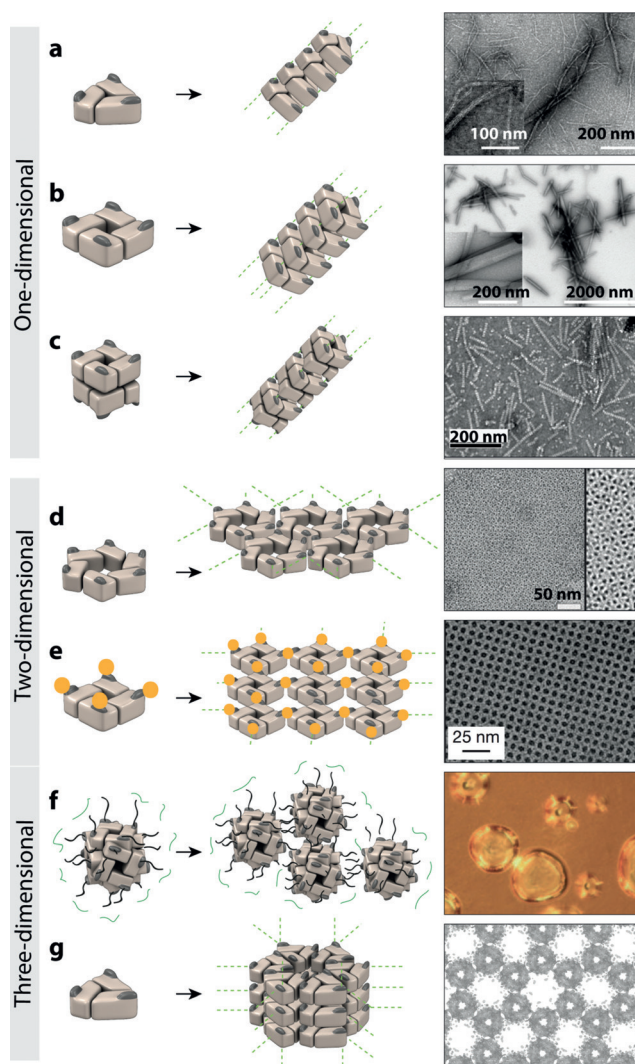 One-dimensional
a
100 nm
200 nm
b
200 nm
2000 nm
c
200 nm
Two-dimensional
d
50 nm
e
25 nm
Three-dimensional
f
g